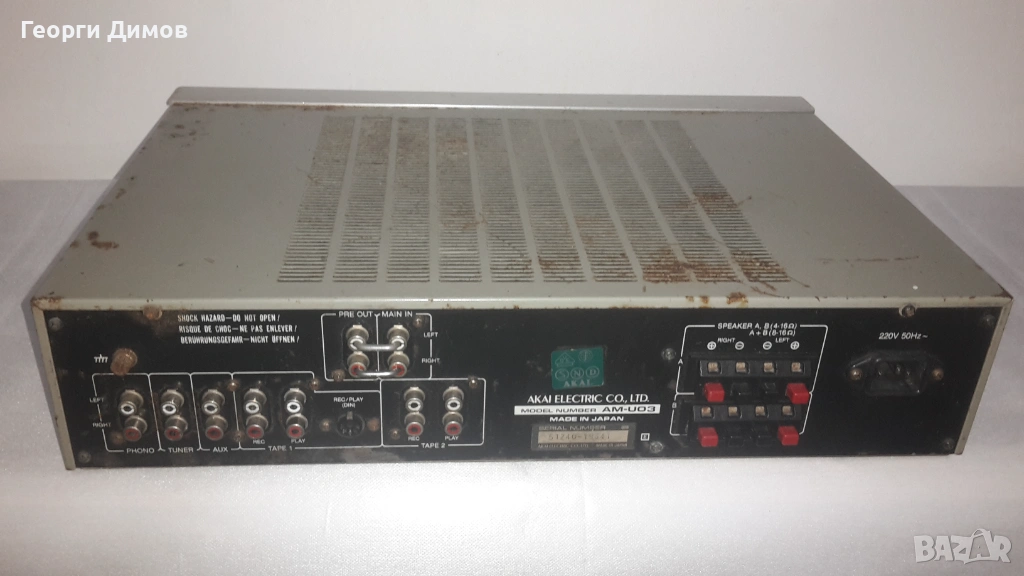 Георги Димов
SHOCK HAZARD—DO NOT OPEN!
RISQUE DE CHOC—NE PAS ENLEVER!
BERÜHRUNGSGEFAHR—NICHT ÖFFNEN!
PRE OUT
MAIN IN
LEFT
RIGHT
SPEAKER A, B (4-16Ω)
A+B (8-16Ω)
RIGHT
LEFT
A
B
220V 50Hz~
LEFT
RIGHT
REC/PLAY
(DIN)
REC
PLAY
REC
PLAY
PHONO
TUNER
AUX
TAPE 1
TAPE 2
AKAI
AKAI ELECTRIC CO., LTD.
MODEL NUMBER AM-U03
MADE IN JAPAN
SERIAL NUMBER
BAZAR